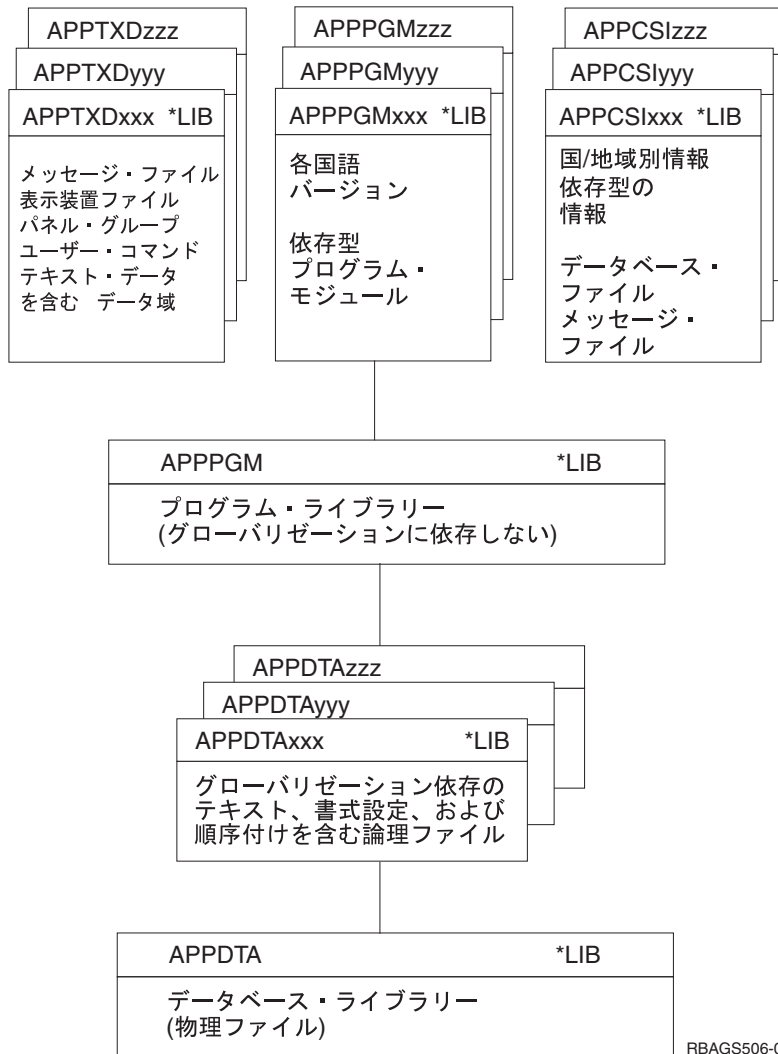 APPTXDzzz
APPTXDyyy
APPTXDxxx *LIB
メッセージ・ファイル
表示装置ファイル
パネル・グループ
ユーザー・コマンド
テキスト・データ
を含む データ域
APPPGMzzz
APPPGMyyy
APPPGMxxx *LIB
各国語
バージョン
依存型
プログラム・
モジュール
APPCSIzzz
APPCSIyyy
APPCSIxxx *LIB
国/地域別情報
依存型の
情報
データベース・
ファイル
メッセージ・
ファイル
APPPGM *LIB
プログラム・ライブラリー
(グローバリゼーションに依存しない)
APPDTAzzz
APPDTAyyy
APPDTAxxx *LIB
グローバリゼーション依存の
テキスト、書式設定、および
順序付けを含む論理ファイル
APPDTA *LIB
データベース・ライブラリー
(物理ファイル)